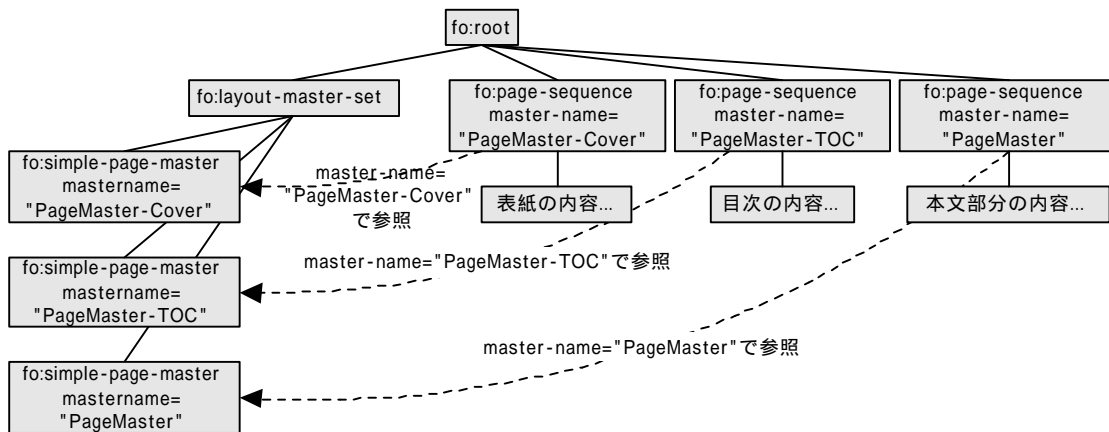 fo:root
fo:layout-master-set
fo:page-sequence
master-name=
"PageMaster-Cover"
fo:page-sequence
master-name=
"PageMaster-TOC"
fo:page-sequence
master-name=
"PageMaster"
fo:simple-page-master
mastername=
"PageMaster-Cover"
master-name=
"PageMaster-Cover"
で参照
表紙の内容...
目次の内容...
本文部分の内容...
fo:simple-page-master
mastername=
"PageMaster-TOC"
master-name="PageMaster-TOC"で参照
master-name="PageMaster"で参照
fo:simple-page-master
mastername=
"PageMaster"